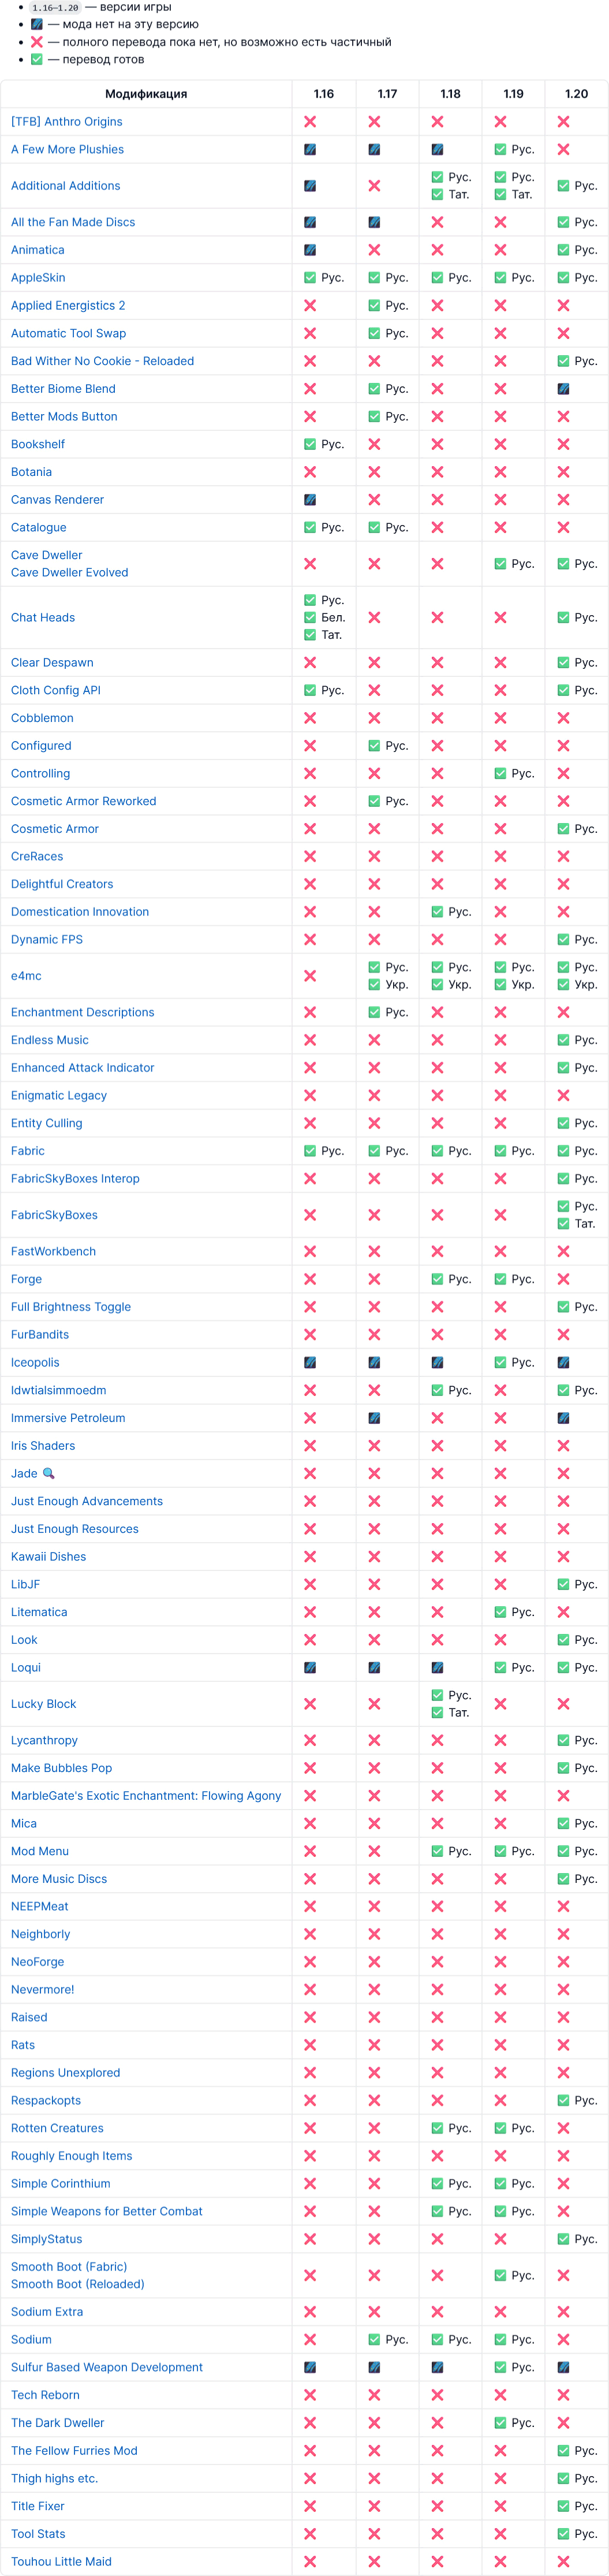 1.16—1.20 — версии игры
— мода нет на эту версию
❌ — полного перевода пока нет, но возможно есть частичный
✅ — перевод готов
Модификация 1.16 1.17 1.18 1.19 1.20
[TFB] Anthro Origins ❌ ❌ ❌ ❌ ❌
A Few More Plushies ✅ Рус. ❌
Additional Additions ❌ ✅ Рус. ✅ Рус. ✅ Рус.
✅ Тат. ✅ Тат.
All the Fan Made Discs ❌ ❌ ✅ Рус.
Animatica ❌ ❌ ❌ ✅ Рус.
AppleSkin ✅ Рус. ✅ Рус. ✅ Рус. ✅ Рус. ✅ Рус.
Applied Energistics 2 ❌ ✅ Рус. ❌ ❌ ❌
Automatic Tool Swap ❌ ✅ Рус. ❌ ❌ ❌
Bad Wither No Cookie - Reloaded ❌ ❌ ❌ ❌ ✅ Рус.
Better Biome Blend ❌ ✅ Рус. ❌ ❌
Better Mods Button ❌ ✅ Рус. ❌ ❌ ❌
Bookshelf ✅ Рус. ❌ ❌ ❌ ❌
Botania ❌ ❌ ❌ ❌ ❌
Canvas Renderer ❌ ❌ ❌ ❌
Catalogue ✅ Рус. ✅ Рус. ❌ ❌ ❌
Cave Dweller
Cave Dweller Evolved ❌ ❌ ❌ ✅ Рус. ✅ Рус.
✅ Рус.
Chat Heads ✅ Бел. ❌ ❌ ❌ ✅ Рус.
✅ Тат.
Clear Despawn ❌ ❌ ❌ ❌ ✅ Рус.
Cloth Config API ✅ Рус. ❌ ❌ ❌ ✅ Рус.
Cobblemon ❌ ❌ ❌ ❌ ❌
Configured ❌ ✅ Рус. ❌ ❌ ❌
Controlling ❌ ❌ ❌ ✅ Рус. ❌
Cosmetic Armor Reworked ❌ ✅ Рус. ❌ ❌ ❌
Cosmetic Armor ❌ ❌ ❌ ❌ ✅ Рус.
CreRaces ❌ ❌ ❌ ❌ ❌
Delightful Creators ❌ ❌ ❌ ❌ ❌
Domestication Innovation ❌ ❌ ✅ Рус. ❌ ❌
Dynamic FPS ❌ ❌ ❌ ❌ ✅ Рус.
e4mc ❌ ✅ Рус. ✅ Рус. ✅ Рус. ✅ Рус.
✅ Укр. ✅ Укр. ✅ Укр. ✅ Укр.
Enchantment Descriptions ❌ ✅ Рус. ❌ ❌ ❌
Endless Music ❌ ❌ ❌ ❌ ✅ Рус.
Enhanced Attack Indicator ❌ ❌ ❌ ❌ ✅ Рус.
Enigmatic Legacy ❌ ❌ ❌ ❌ ❌
Entity Culling ❌ ❌ ❌ ❌ ✅ Рус.
Fabric ✅ Рус. ✅ Рус. ✅ Рус. ✅ Рус. ✅ Рус.
FabricSkyBoxes Interop ❌ ❌ ❌ ❌ ✅ Рус.
FabricSkyBoxes ❌ ❌ ❌ ❌ ✅ Рус.
✅ Тат.
FastWorkbench ❌ ❌ ❌ ❌ ❌
Forge ❌ ❌ ✅ Рус. ✅ Рус. ❌
Full Brightness Toggle ❌ ❌ ❌ ❌ ✅ Рус.
FurBandits ❌ ❌ ❌ ❌ ❌
Iceopolis ✅ Рус.
Idwtialsimmoedm ❌ ❌ ✅ Рус. ❌ ✅ Рус.
Immersive Petroleum ❌ ❌ ❌
Iris Shaders ❌ ❌ ❌ ❌ ❌
Jade 🔍 ❌ ❌ ❌ ❌ ❌
Just Enough Advancements ❌ ❌ ❌ ❌ ❌
Just Enough Resources ❌ ❌ ❌ ❌ ❌
Kawaii Dishes ❌ ❌ ❌ ❌ ❌
LibJF ❌ ❌ ❌ ❌ ✅ Рус.
Litematica ❌ ❌ ❌ ✅ Рус. ❌
Look ❌ ❌ ❌ ❌ ✅ Рус.
Loqui ✅ Рус. ✅ Рус.
Lucky Block ❌ ❌ ✅ Рус. ❌ ❌
✅ Тат.
Lycanthropy ❌ ❌ ❌ ❌ ✅ Рус.
Make Bubbles Pop ❌ ❌ ❌ ❌ ✅ Рус.
MarbleGate's Exotic Enchantment: Flowing Agony ❌ ❌ ❌ ❌ ❌
Mica ❌ ❌ ❌ ❌ ✅ Рус.
Mod Menu ❌ ❌ ✅ Рус. ✅ Рус. ✅ Рус.
More Music Discs ❌ ❌ ❌ ❌ ✅ Рус.
NEEPMeat ❌ ❌ ❌ ❌ ❌
Neighborly ❌ ❌ ❌ ❌ ❌
NeoForge ❌ ❌ ❌ ❌ ❌
Nevermore! ❌ ❌ ❌ ❌ ❌
Raised ❌ ❌ ❌ ❌ ❌
Rats ❌ ❌ ❌ ❌ ❌
Regions Unexplored ❌ ❌ ❌ ❌ ❌
Respackopts ❌ ❌ ❌ ❌ ✅ Рус.
Rotten Creatures ❌ ❌ ✅ Рус. ✅ Рус. ❌
Roughly Enough Items ❌ ❌ ❌ ❌ ❌
Simple Corinthium ❌ ❌ ✅ Рус. ✅ Рус. ❌
Simple Weapons for Better Combat ❌ ❌ ✅ Рус. ✅ Рус. ❌
SimplyStatus ❌ ❌ ❌ ❌ ✅ Рус.
Smooth Boot (Fabric)
Smooth Boot (Reloaded) ❌ ❌ ❌ ✅ Рус. ❌
Sodium Extra ❌ ❌ ❌ ❌ ❌
Sodium ❌ ✅ Рус. ✅ Рус. ✅ Рус. ❌
Sulfur Based Weapon Development ✅ Рус.
Tech Reborn ❌ ❌ ❌ ❌ ❌
The Dark Dweller ❌ ❌ ❌ ✅ Рус. ❌
The Fellow Furries Mod ❌ ❌ ❌ ❌ ✅ Рус.
Thigh highs etc. ❌ ❌ ❌ ❌ ✅ Рус.
Title Fixer ❌ ❌ ❌ ❌ ✅ Рус.
Tool Stats ❌ ❌ ❌ ❌ ✅ Рус.
Touhou Little Maid ❌ ❌ ❌ ❌ ❌